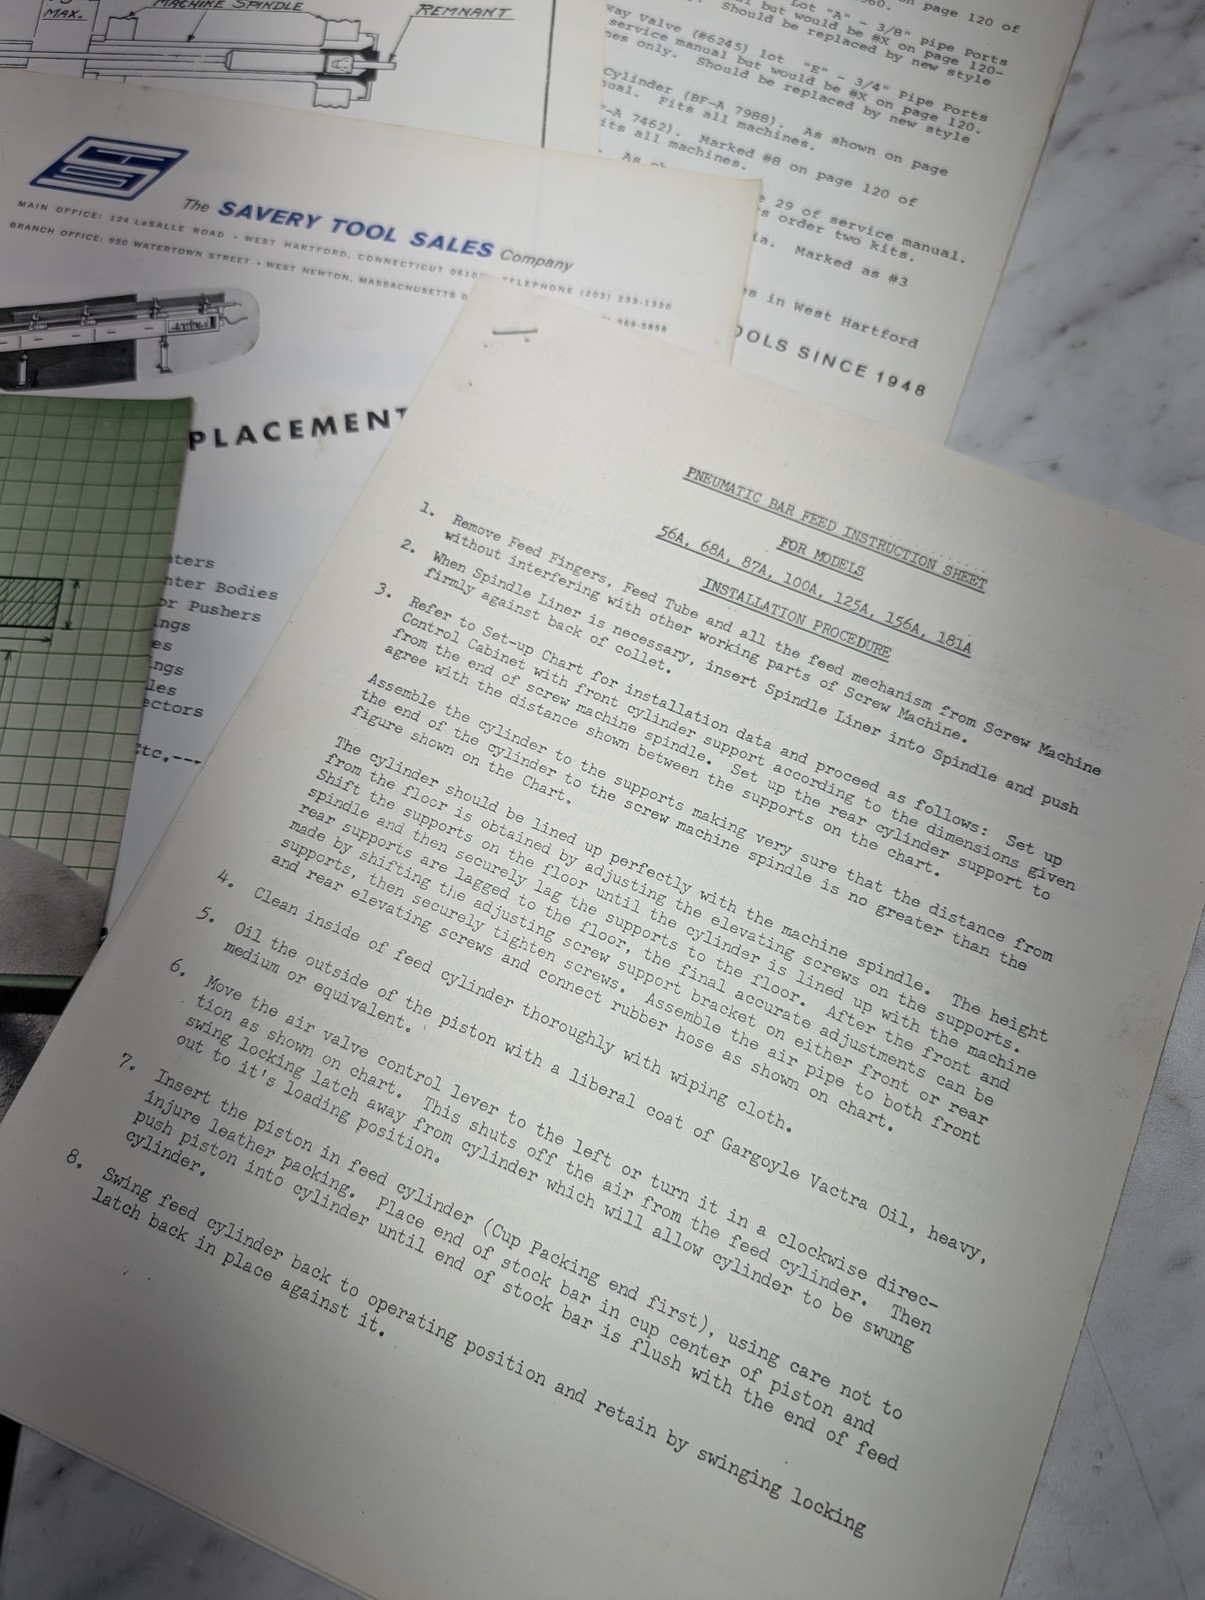 MAX.
MACHINE SPINDLE
REMNANT
page 120 of
Lot "A" - 3/8" Pipe Ports
but would be #X on page 120-
Should be replaced by new style
way Valve (#6245) lot "E" - 3/4" Pipe Ports
service manual but would be #X on page 120.
nes only. Should be replaced by new style
Cylinder (BF-A 7988). As shown on page
Fits all machines.
-A 7462). Marked #8 on page 120 of
its all machines.
As
29 of service manual.
order two kits.
Marked as #3
in West Hartford
OOLS SINCE 1948
The SAVERY TOOL SALES Company
MAIN OFFICE: 124 LaSALLE ROAD • WEST HARTFORD, CONNECTICUT 0610 TELEPHONE (203) 233-1330
BRANCH OFFICE: 950 WATERTOWN STREET • WEST NEWTON, MASSACHUSETTS 969-5858
PLACEMENT
nter Bodies
or Pushers
ings
es
ngs
les
ectors
etc.---
PNEUMATIC BAR FEED INSTRUCTION SHEET
FOR MODELS
56A, 68A, 87A, 100A, 125A, 156A, 181A
INSTALLATION PROCEDURE
1. Remove Feed Fingers, Feed Tube and all the feed mechanism from Screw Machine
without interfering with other working parts of Screw Machine.
2. When Spindle Liner is necessary, insert Spindle Liner into Spindle and push
firmly against back of collet.
3. Refer to Set-up Chart for installation data and proceed as follows: Set up
Control Cabinet with front cylinder support according to the dimensions given
from the end of screw machine spindle. Set up the rear cylinder support to
agree with the distance shown between the supports on the chart.
Assemble the cylinder to the supports making very sure that the distance from
the end of the cylinder to the screw machine spindle is no greater than the
figure shown on the Chart.
The cylinder should be lined up perfectly with the machine spindle. The height
from the floor is obtained by adjusting the elevating screws on the supports.
Shift the supports on the floor until the cylinder is lined up with the machine
spindle and then securely lag the supports to the floor. After the front and
rear supports are lagged to the floor, the final accurate adjustments can be
made by shifting the adjusting screw support bracket on either front or rear
supports, then securely tighten screws. Assemble the air pipe to both front
and rear elevating screws and connect rubber hose as shown on chart.
4. Clean inside of feed cylinder thoroughly with wiping cloth.
5. Oil the outside of the piston with a liberal coat of Gargoyle Vactra Oil, heavy,
medium or equivalent.
6. Move the air valve control lever to the left or turn it in a clockwise direc-
tion as shown on chart. This shuts off the air from the feed cylinder. Then
swing locking latch away from cylinder which will allow cylinder to be swung
out to it's loading position.
7. Insert the piston in feed cylinder (Cup Packing end first), using care not to
injure leather packing. Place end of stock bar in cup center of piston and
push piston into cylinder until end of stock bar is flush with the end of feed
cylinder.
8. Swing feed cylinder back to operating position and retain by swinging locking
latch back in place against it.